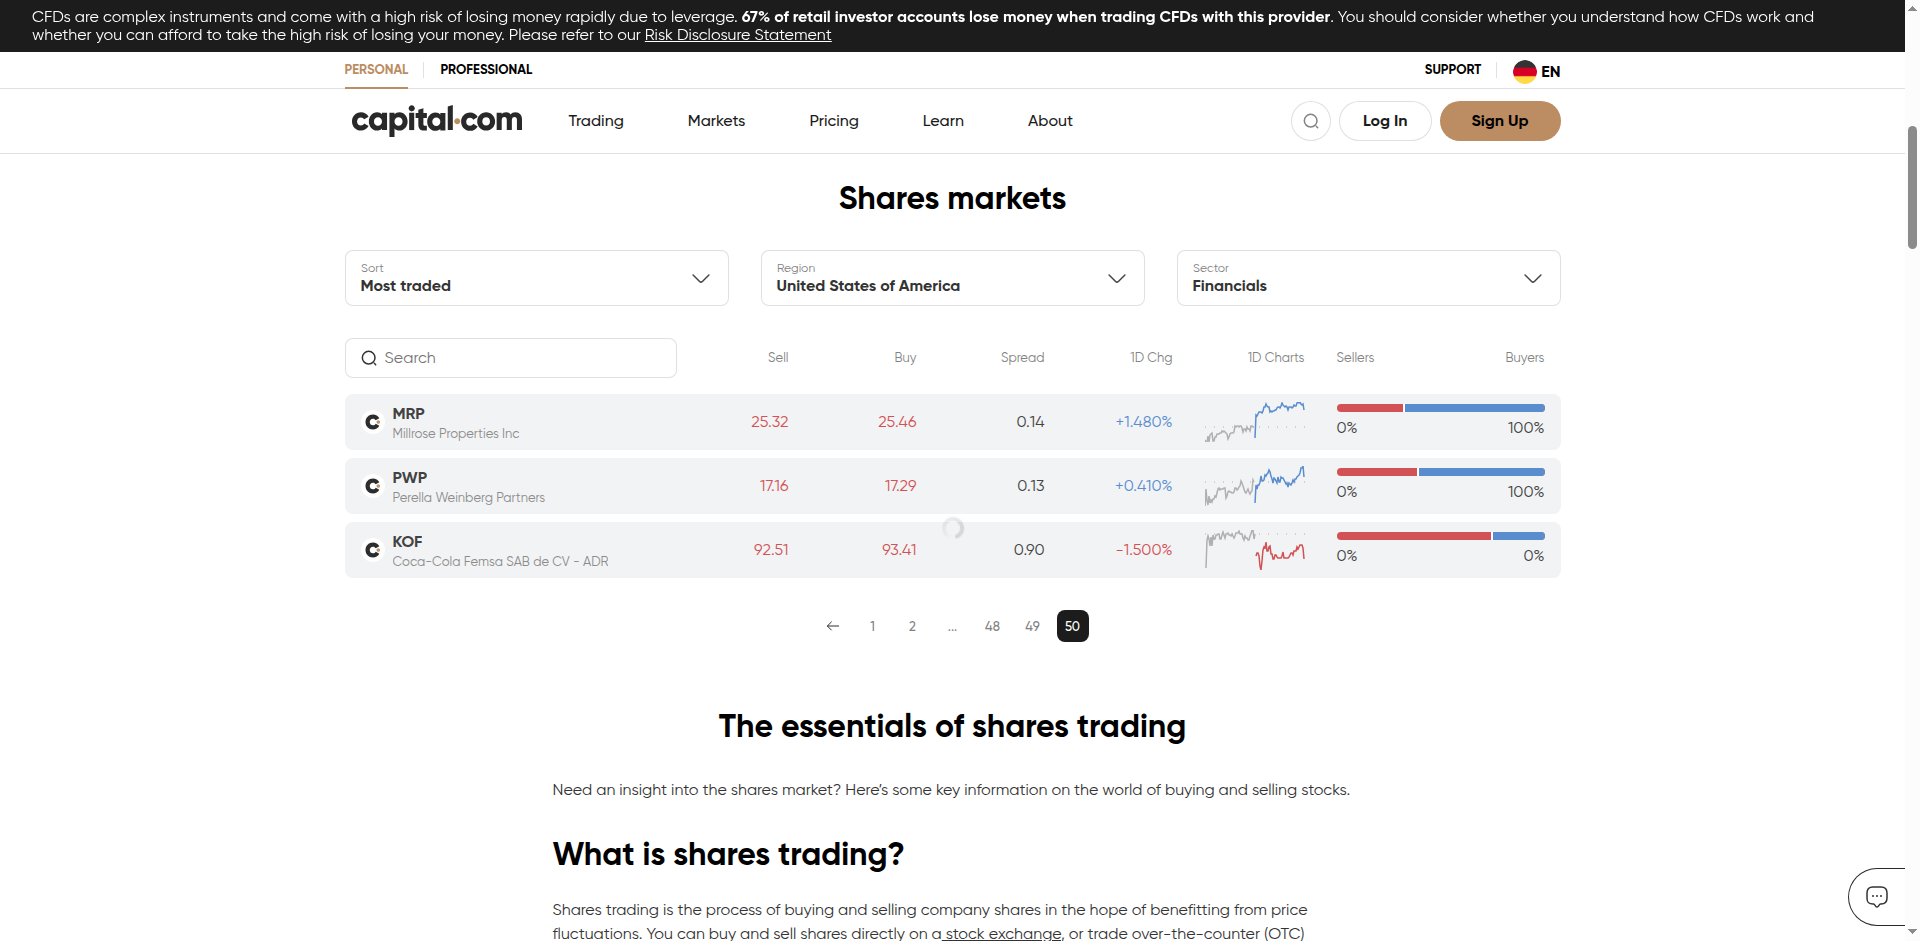 CFDs are complex instruments and come with a high risk of losing money rapidly due to leverage. 67% of retail investor accounts lose money when trading CFDs with this provider. You should consider whether you understand how CFDs work and
whether you can afford to take the high risk of losing your money. Please refer to our Risk Disclosure Statement
PERSONAL PROFESSIONAL SUPPORT EN
capital.com Trading Markets Pricing Learn About Log In Sign Up
Shares markets
Sort Region Sector
Most traded United States of America Financials
Search Sell Buy Spread 1D Chg 1D Charts Sellers Buyers
MRP
Millrose Properties Inc
25.32 25.46 0.14 +1.480% 0% 100%
PWP
Perella Weinberg Partners
17.16 17.29 0.13 +0.410% 0% 100%
KOF
Coca-Cola Femsa SAB de CV - ADR
92.51 93.41 0.90 -1.500% 0% 0%
1 2 ... 48 49 50
The essentials of shares trading
Need an insight into the shares market? Here's some key information on the world of buying and selling stocks.
What is shares trading?
Shares trading is the process of buying and selling company shares in the hope of benefitting from price
fluctuations. You can buy and sell shares directly on a stock exchange, or trade over-the-counter (OTC)